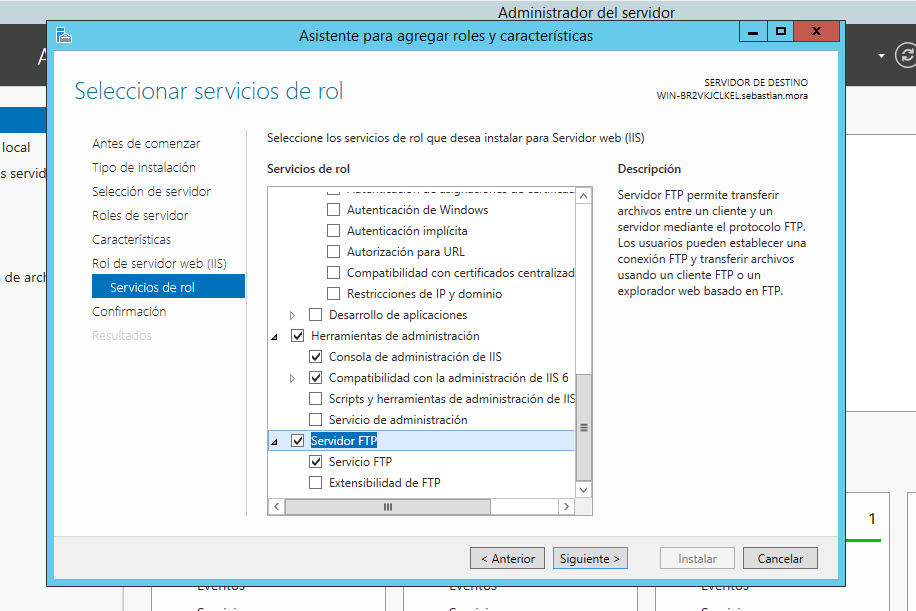 Administrador del servidor
Asistente para agregar roles y características
Seleccionar servicios de rol
SERVIDOR DE DESTINO
WIN-BR2VKJCLKEL.sebastian.mora
local
s servid
de arch
Antes de comenzar
Tipo de instalación
Selección de servidor
Roles de servidor
Características
Rol de servidor web (IIS)
Servicios de rol
Confirmación
Resultados
Seleccione los servicios de rol que desea instalar para Servidor web (IIS)
Servicios de rol
Autenticación de asignaciones de certificad
Autenticación de Windows
Autenticación implícita
Autorización para URL
Compatibilidad con certificados centralizad
Restricciones de IP y dominio
Desarrollo de aplicaciones
Herramientas de administración
Consola de administración de IIS
Compatibilidad con la administración de IIS 6
Scripts y herramientas de administración de IIS
Servicio de administración
Servidor FTP
Servicio FTP
Extensibilidad de FTP
Descripción
Servidor FTP permite transferir
archivos entre un cliente y un
servidor mediante el protocolo FTP.
Los usuarios pueden establecer una
conexión FTP y transferir archivos
usando un cliente FTP o un
explorador web basado en FTP.
1
< Anterior
Siguiente >
Instalar
Cancelar
Eventos
Eventos
Eventos